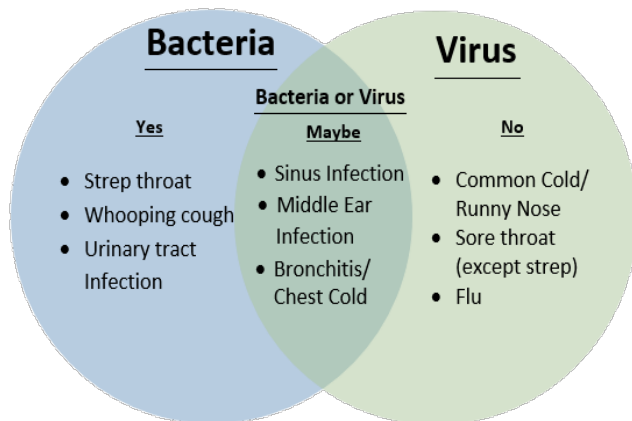 Bacteria
Yes
• Strep throat
• Whooping cough
• Urinary tract
Infection
Bacteria or Virus
Maybe
• Sinus Infection
• Middle Ear
Infection
• Bronchitis/
Chest Cold
Virus
No
• Common Cold/
Runny Nose
• Sore throat
(except strep)
• Flu